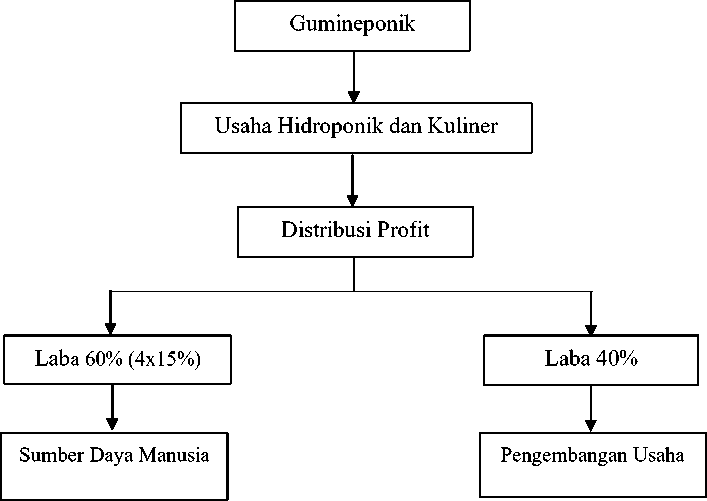 Gumineponik
Usaha Hidroponik dan Kuliner
Distribusi Profit
Laba 60% (4x15%)
Laba 40%
Sumber Daya Manusia
Pengembangan Usaha